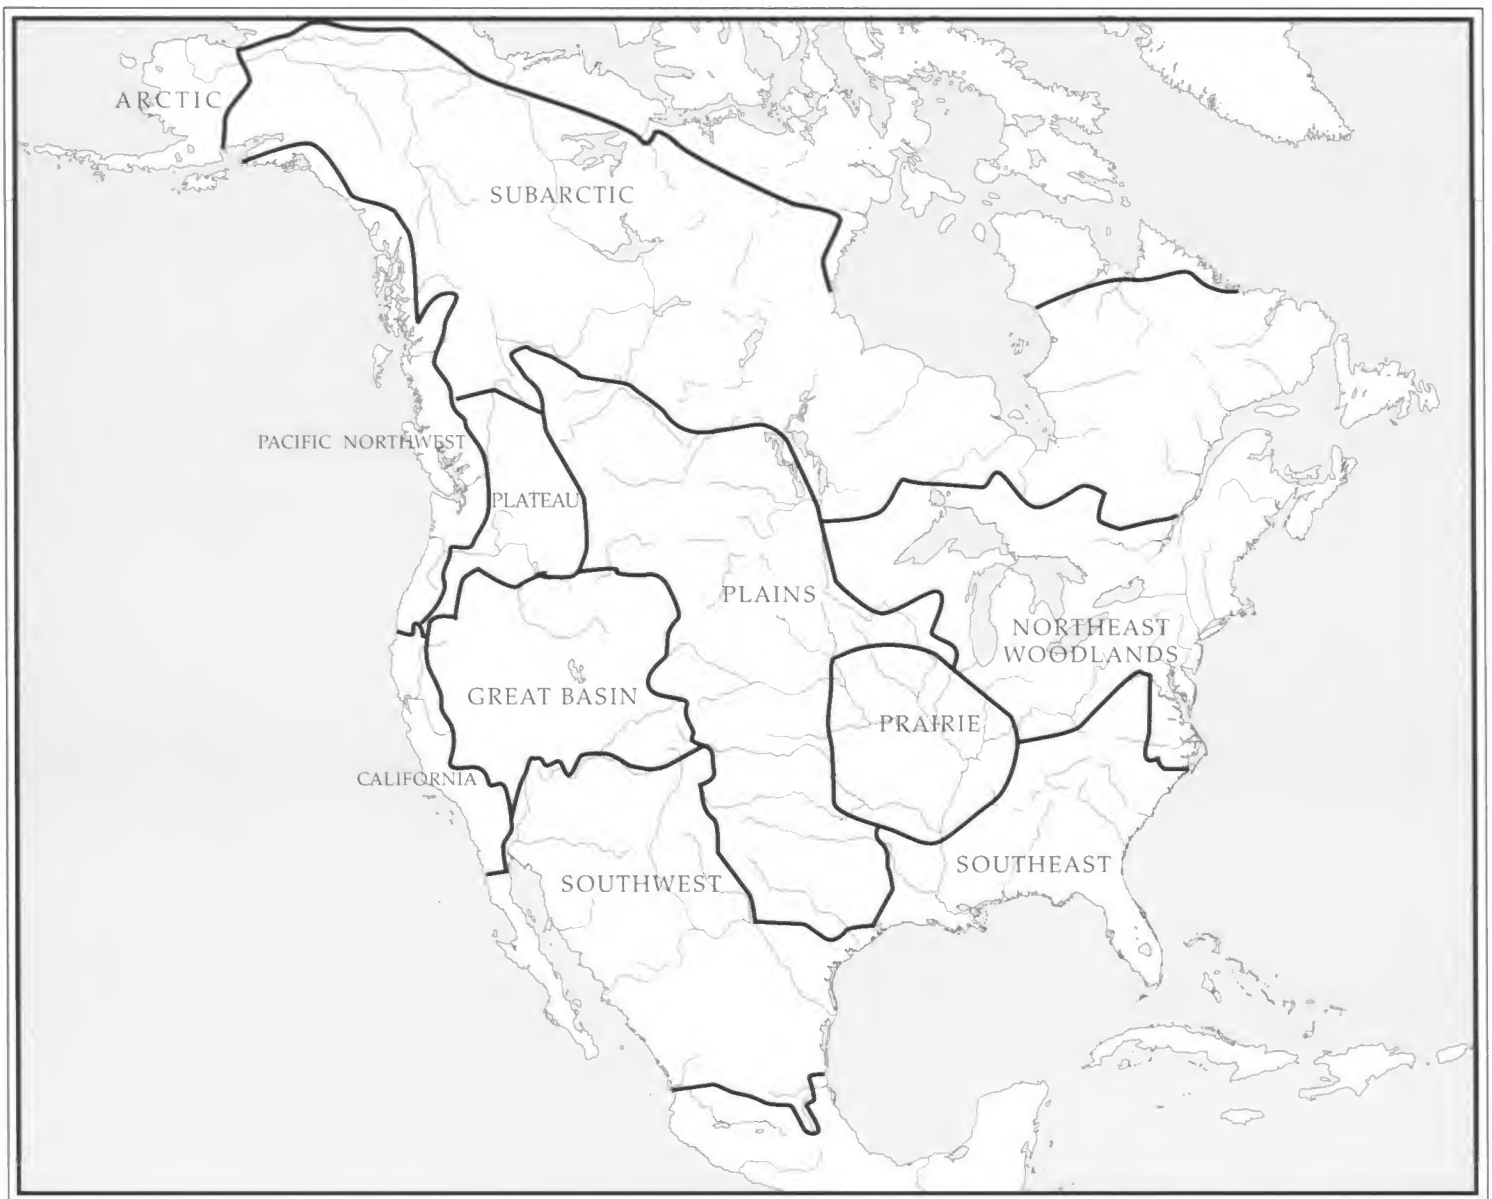 ARCTIC
SUBARCTIC
PACIFIC NORTHWEST
PLATEAU
PLAINS
NORTHEAST
WOODLANDS
GREAT BASIN
PRAIRIE
CALIFORNIA
SOUTHEAST
SOUTHWEST